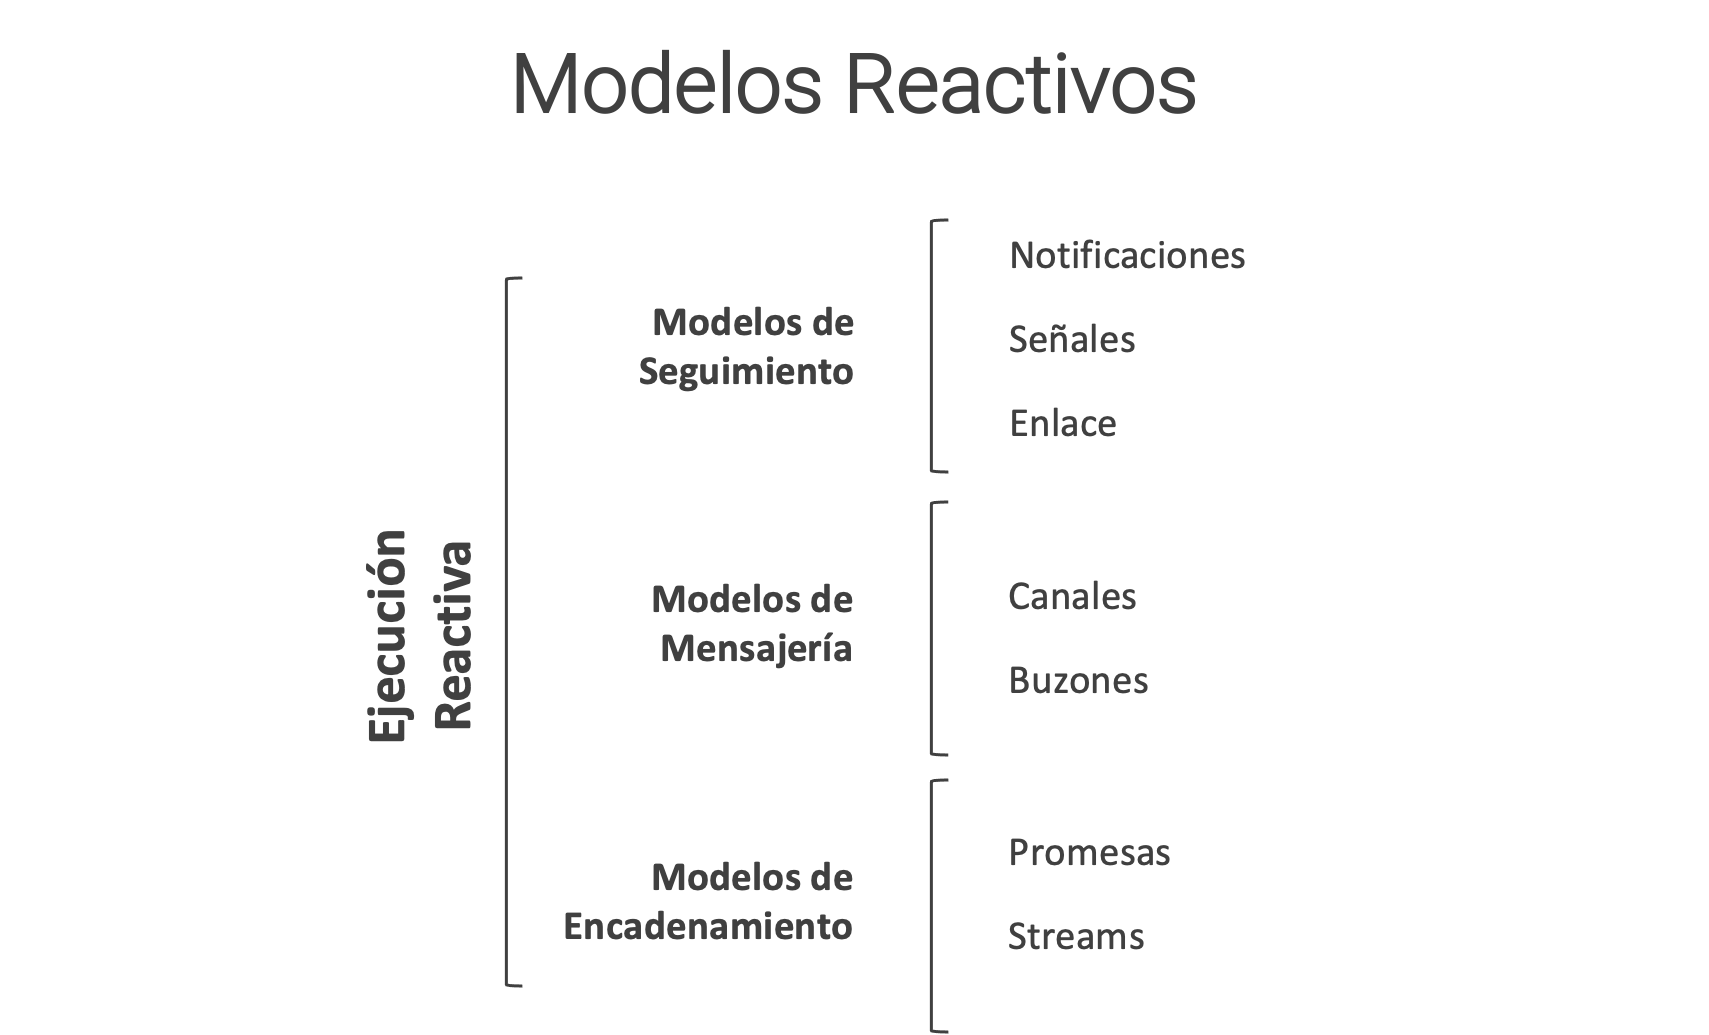 Modelos Reactivos
Ejecución
Reactiva
Modelos de
Seguimiento
Notificaciones
Señales
Enlace
Modelos de
Mensajería
Canales
Buzones
Modelos de
Encadenamiento
Promesas
Streams